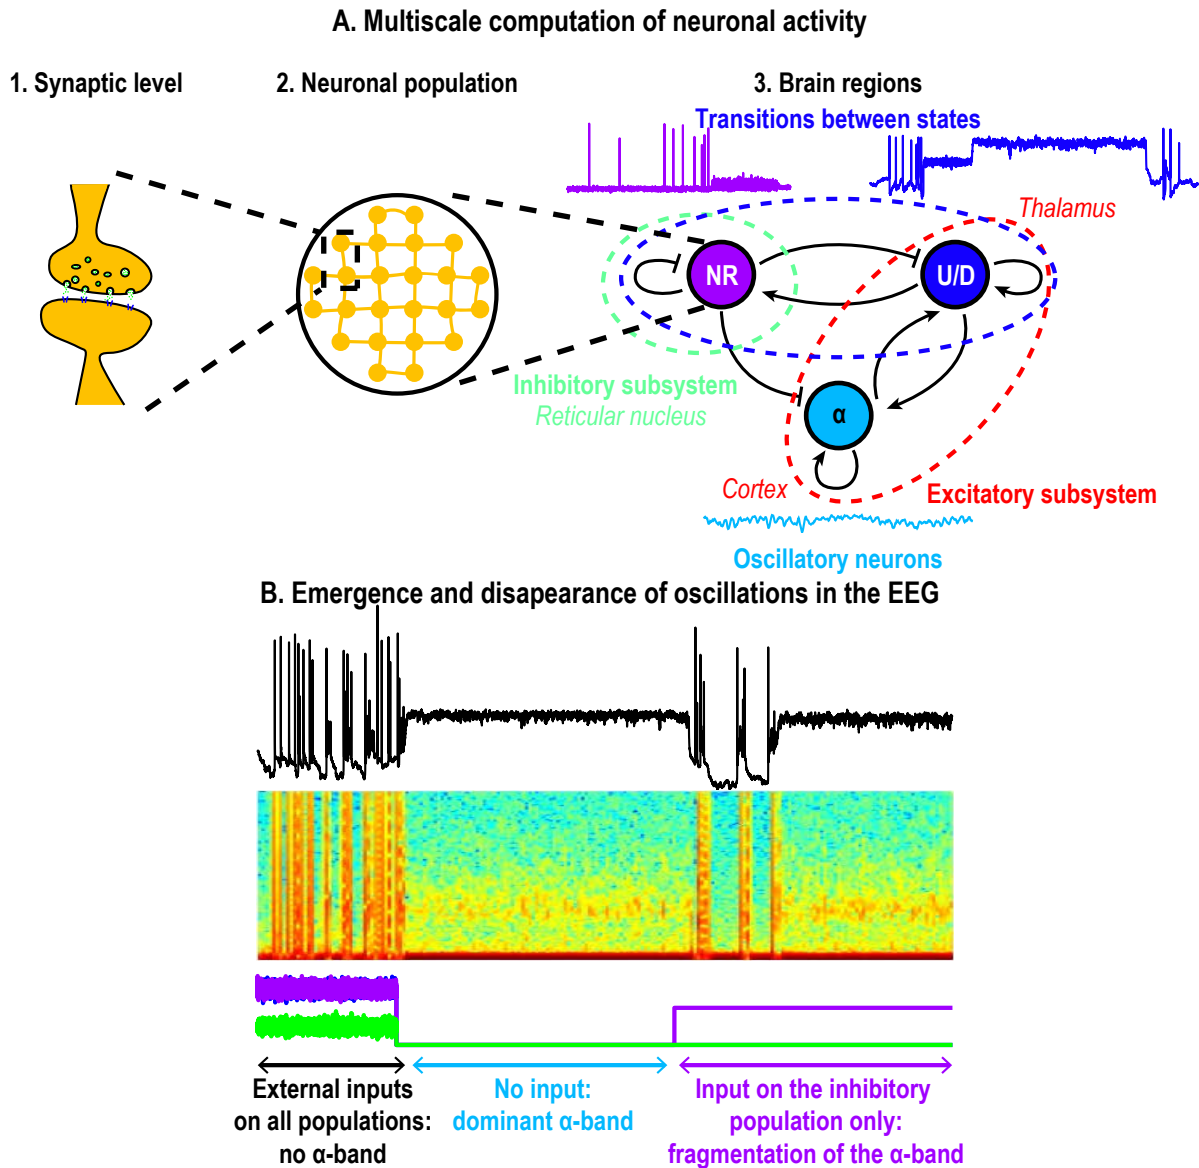 A. Multiscale computation of neuronal activity
1. Synaptic level
2. Neuronal population
3. Brain regions
Transitions between states
Thalamus
NR
U/D
Inhibitory subsystem
Reticular nucleus
α
Cortex
Excitatory subsystem
Oscillatory neurons
B. Emergence and disapearance of oscillations in the EEG
External inputs
on all populations:
no α-band
No input:
dominant α-band
Input on the inhibitory
population only:
fragmentation of the α-band